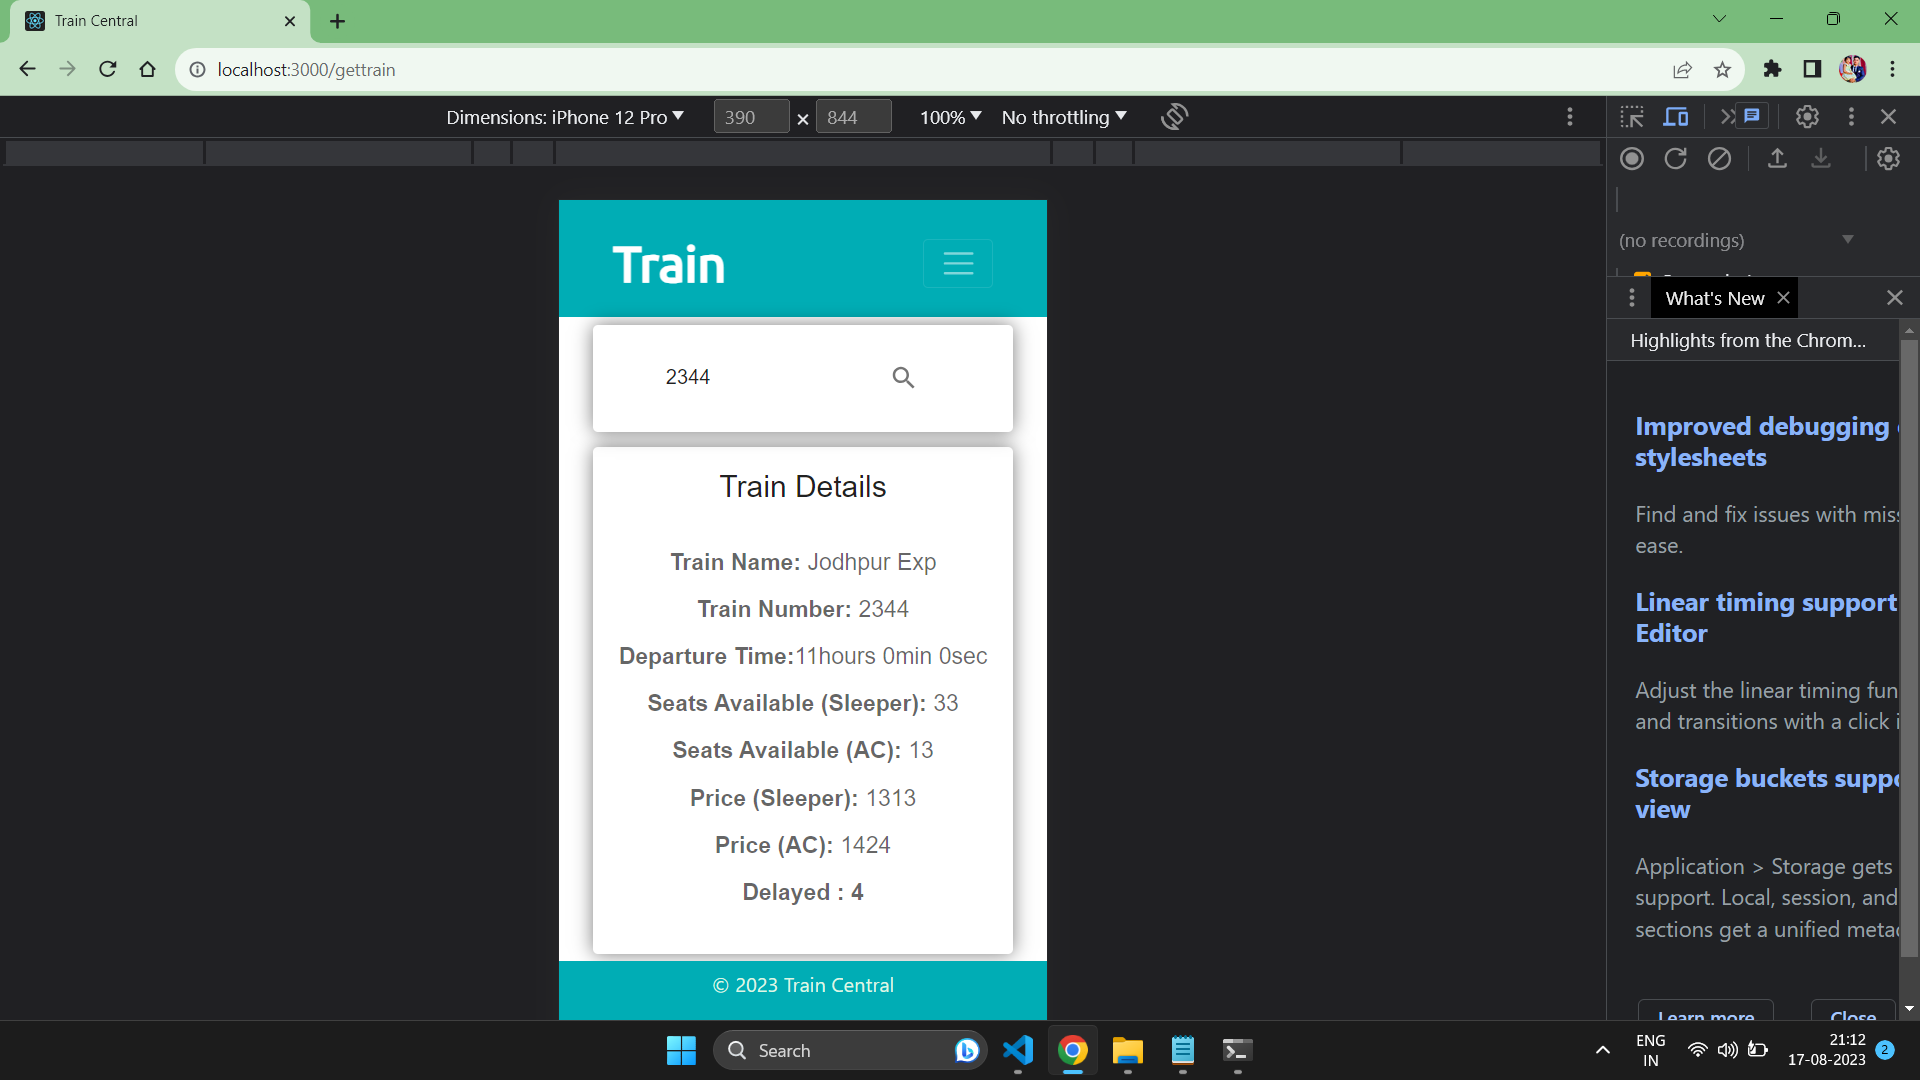 Train Central
localhost:3000/gettrain
Dimensions: iPhone 12 Pro
390 × 844
100%
No throttling
Train
2344
Train Details
Train Name: Jodhpur Exp
Train Number: 2344
Departure Time:11hours 0min 0sec
Seats Available (Sleeper): 33
Seats Available (AC): 13
Price (Sleeper): 1313
Price (AC): 1424
Delayed : 4
© 2023 Train Central
(no recordings)
What's New
Highlights from the Chrom...
Improved debugging
stylesheets
Find and fix issues with
ease.
Linear timing support
Editor
Adjust the linear timing
and transitions with a click
Storage buckets
view
Application > Storage gets
support. Local, session, and
sections get a unified
Learn more
Close
Search
ENG
IN
21:12
17-08-2023
2